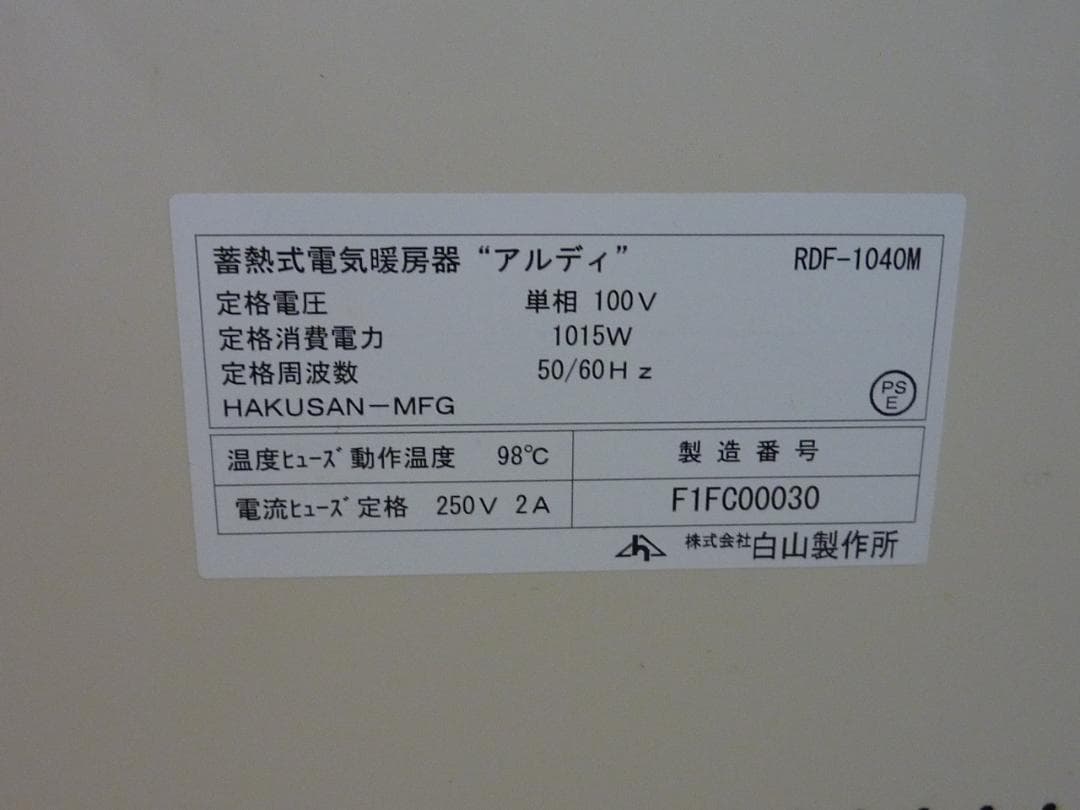 蓄熱式電気暖房器 “アルディ” RDF-1040M
定格電圧 単相 100V
定格消費電力 1015W
定格周波数 50/60Hz
HAKUSAN-MFG
PS
E
温度ﾋｭｰｽﾞ動作温度 98℃
製造番号
電流ﾋｭｰｽﾞ定格 250V 2A
F1FC00030
株式会社白山製作所